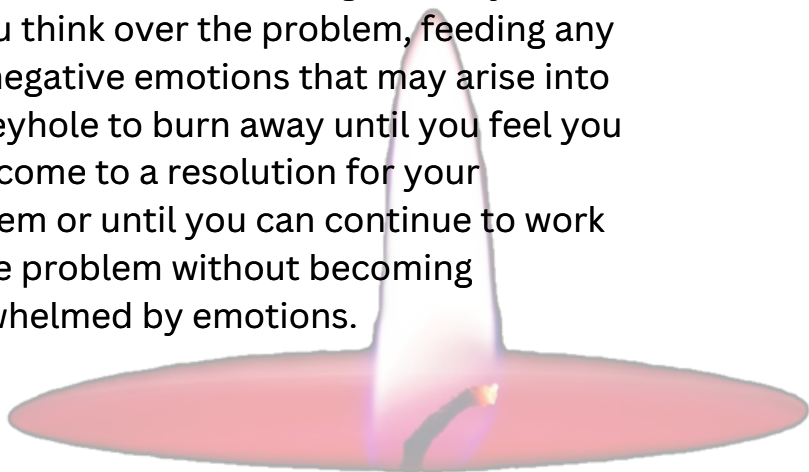 u think over the problem, feeding any
negative emotions that may arise into
eyhole to burn away until you feel you
come to a resolution for your
em or until you can continue to work
e problem without becoming
whelmed by emotions.